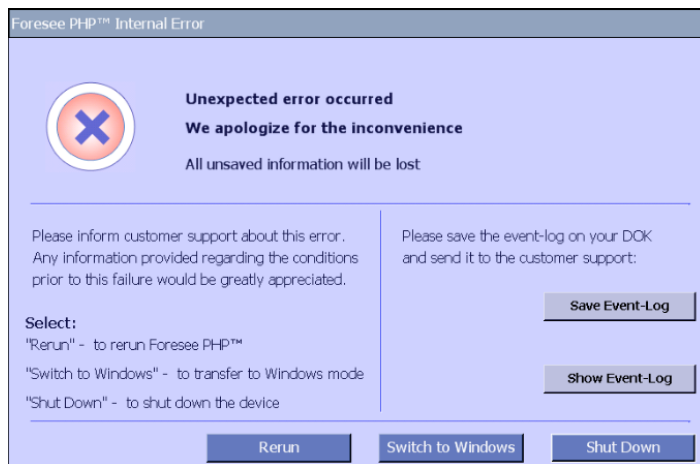 Foresee PHP™ Internal Error
Unexpected error occurred
We apologize for the inconvenience
All unsaved information will be lost
Please inform customer support about this error.
Any information provided regarding the conditions
prior to this failure would be greatly appreciated.
Select:
"Rerun" - to rerun Foresee PHP™
"Switch to Windows" - to transfer to Windows mode
"Shut Down" - to shut down the device
Please save the event-log on your DOK
and send it to the customer support:
Save Event-Log
Show Event-Log
Rerun
Switch to Windows
Shut Down